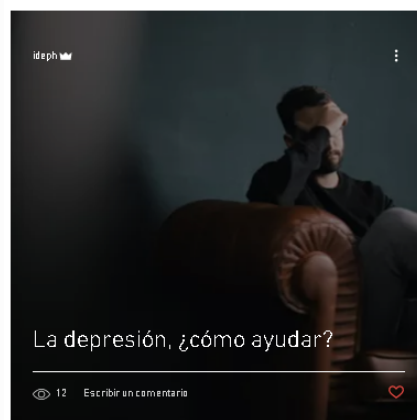 ideph
La depresión, ¿cómo ayudar?
12 Escribir un comentario